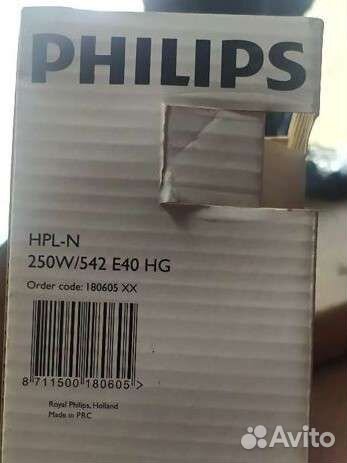 PHILIPS
HPL-N
250W/542 E40 HG
Order code: 180605 XX
8 711500 180605 >
Royal Philips, Holland
Made in PRC
Avito